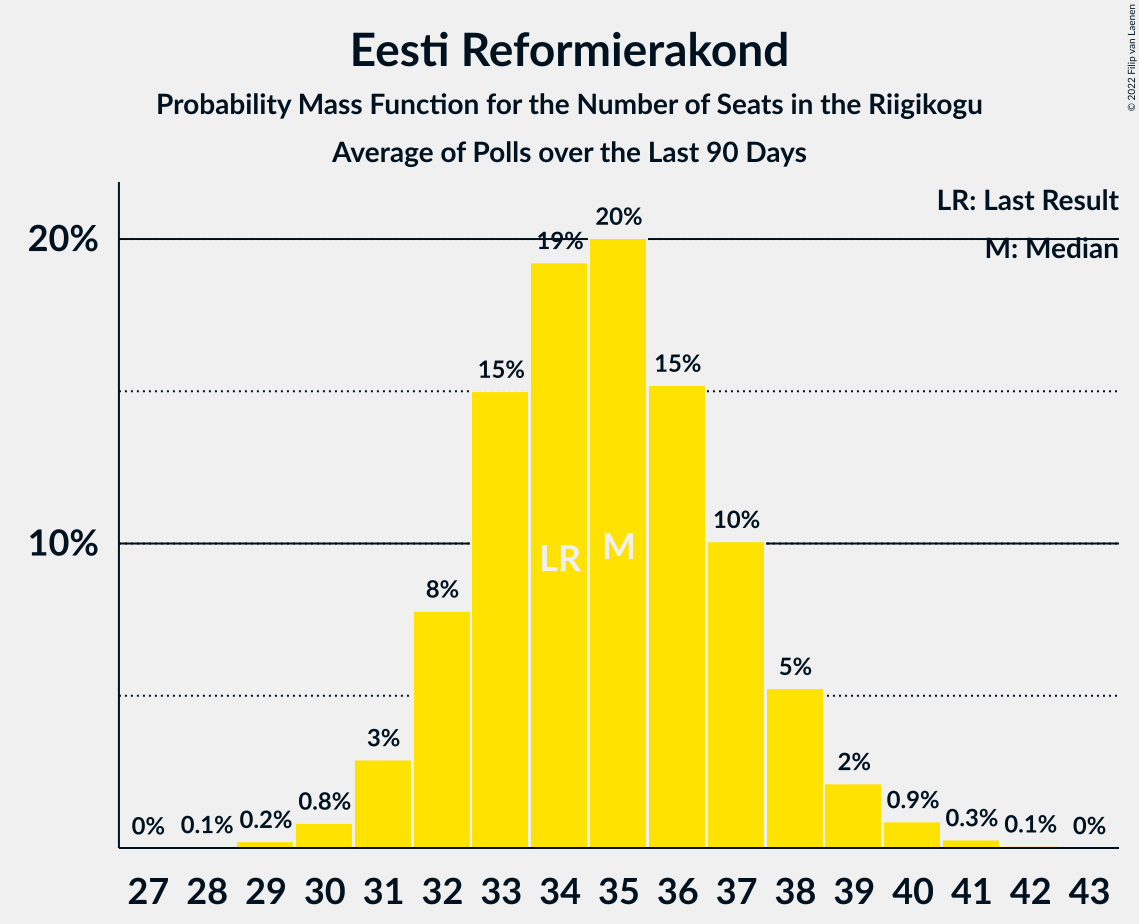 Eesti Reformierakond
Probability Mass Function for the Number of Seats in the Riigikogu
Average of Polls over the Last 90 Days
© 2022 Filip van Laenen
LR: Last Result
M: Median
20%
10%
0%
0.1%
0.2%
0.8%
3%
8%
15%
19%
20%
15%
10%
5%
2%
0.9%
0.3%
0.1%
0%
LR
M
27 28 29 30 31 32 33 34 35 36 37 38 39 40 41 42 43